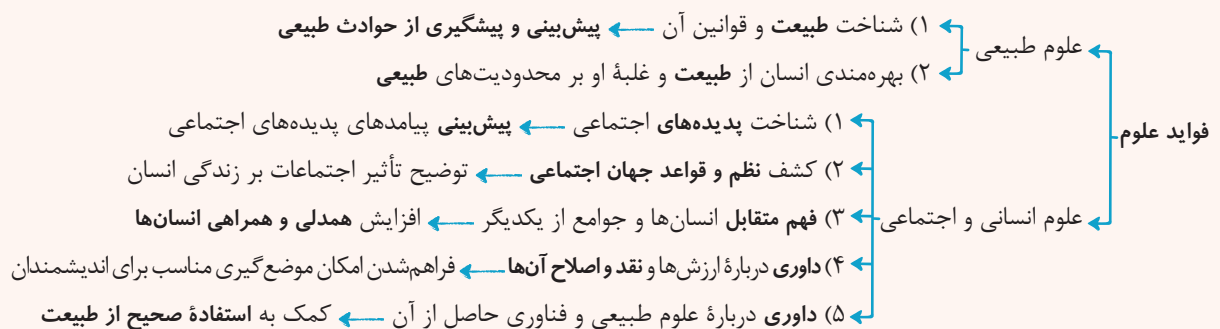 فواید علوم
علوم طبیعی
۱) شناخت طبیعت و قوانین آن ← پیش‌بینی و پیشگیری از حوادث طبیعی
۲) بهره‌مندی انسان از طبیعت و غلبهٔ او بر محدودیت‌های طبیعی
علوم انسانی و اجتماعی
۱) شناخت پدیده‌های اجتماعی ← پیش‌بینی پیامدهای پدیده‌های اجتماعی
۲) کشف نظم و قواعد جهان اجتماعی ← توضیح تأثیر اجتماعات بر زندگی انسان
۳) فهم متقابل انسان‌ها و جوامع از یکدیگر ← افزایش همدلی و همراهی انسان‌ها
۴) داوری دربارهٔ ارزش‌ها و نقد و اصلاح آن‌ها ← فراهم‌شدن امکان موضع‌گیری مناسب برای اندیشمندان
۵) داوری دربارهٔ علوم طبیعی و فناوری حاصل از آن ← کمک به استفادهٔ صحیح از طبیعت